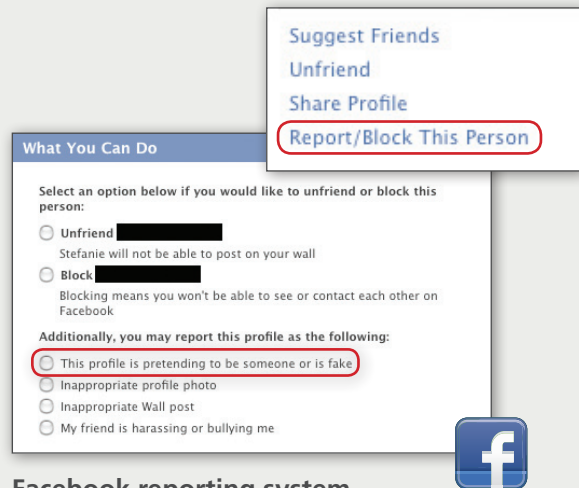 Suggest Friends
Unfriend
Share Profile
Report/Block This Person
What You Can Do
Select an option below if you would like to unfriend or block this
person:
Unfriend
Stefanie will not be able to post on your wall
Block
Blocking means you won't be able to see or contact each other on
Facebook
Additionally, you may report this profile as the following:
This profile is pretending to be someone or is fake
Inappropriate profile photo
Inappropriate Wall post
My friend is harassing or bullying me
f
Facebook reporting system